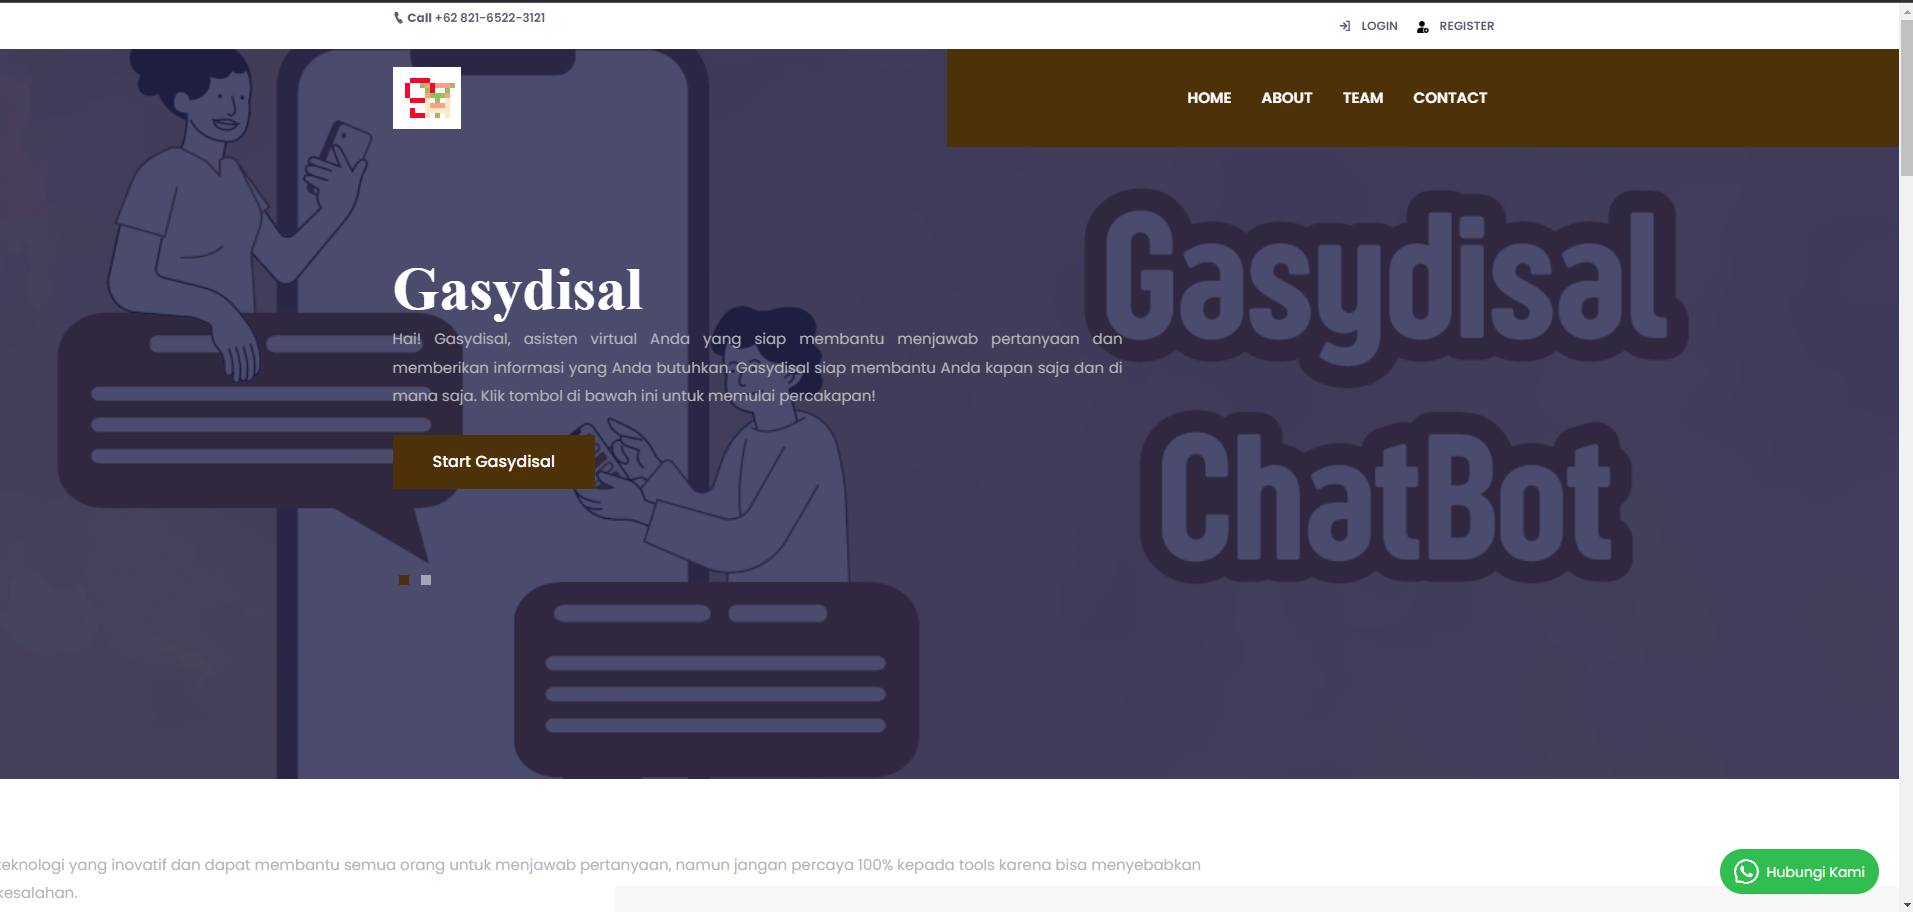 Call +62 821-6522-3121
LOGIN
REGISTER
HOME
ABOUT
TEAM
CONTACT
Gasydisal
Hai! Gasydisal, asisten virtual Anda yang siap membantu menjawab pertanyaan dan
memberikan informasi yang Anda butuhkan. Gasydisal siap membantu Anda kapan saja dan di
mana saja. Klik tombol di bawah ini untuk memulai percakapan!
Start Gasydisal
Gasydisal
ChatBot
teknologi yang inovatif dan dapat membantu semua orang untuk menjawab pertanyaan, namun jangan percaya 100% kepada tools karena bisa menyebabkan
kesalahan.
Hubungi Kami